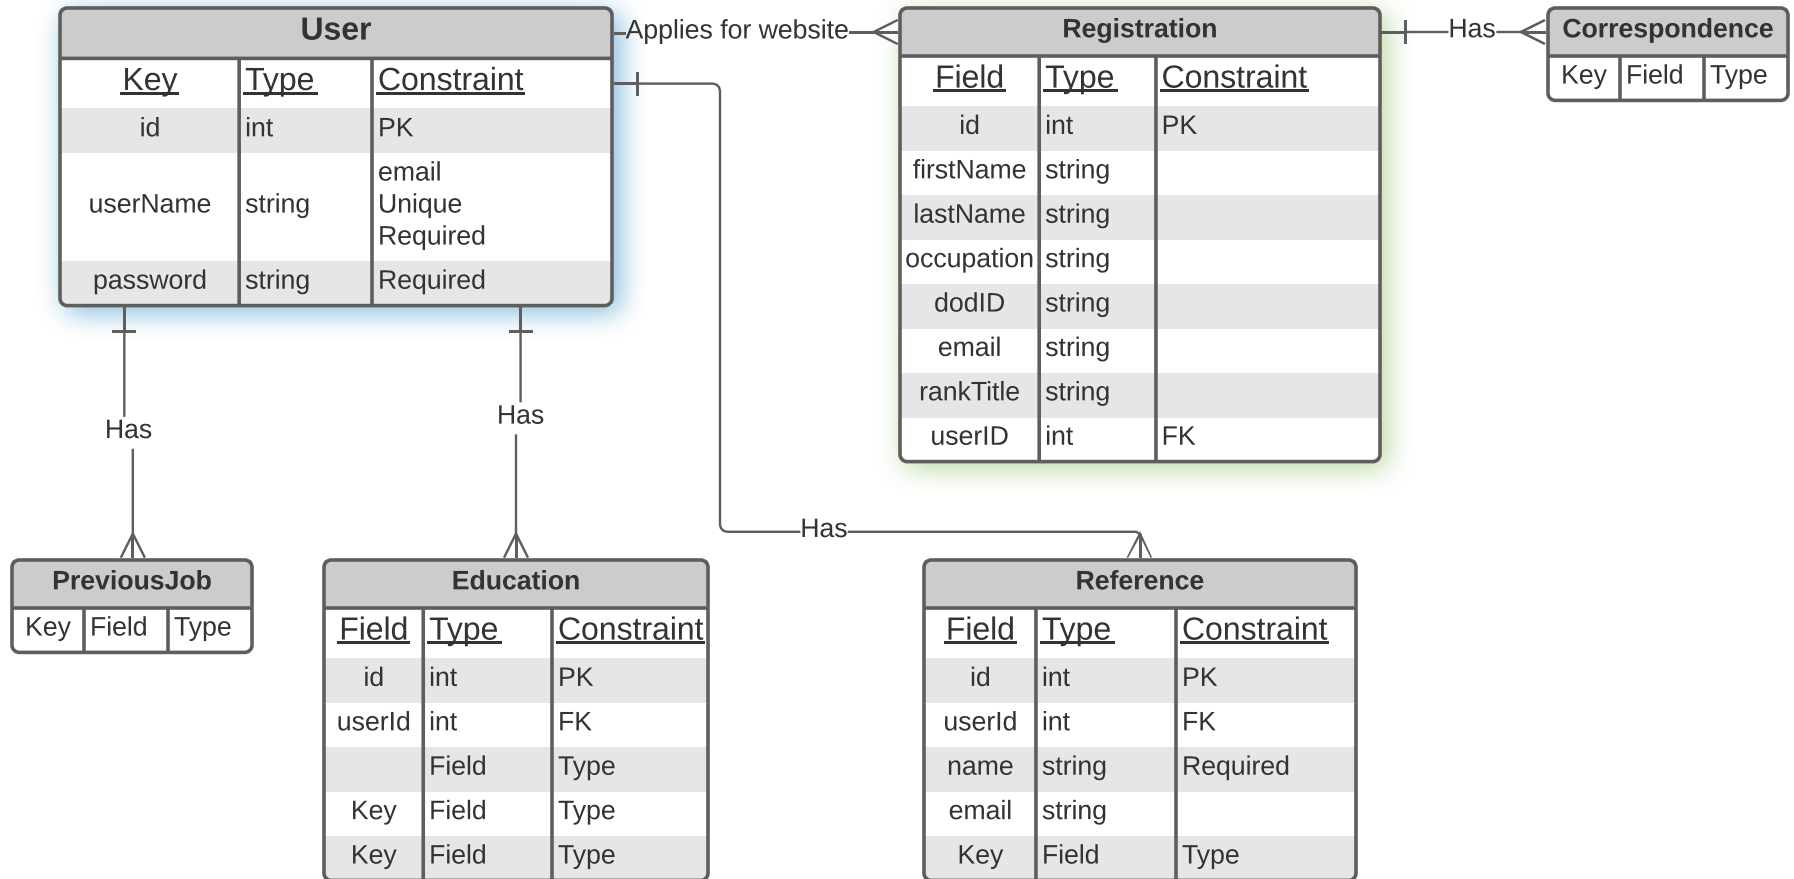 User
Key Type Constraint
id int PK
userName string email
Unique
Required
password string Required
Applies for website
Registration
Field Type Constraint
id int PK
firstName string
lastName string
occupation string
dodID string
email string
rankTitle string
userID int FK
Has
Correspondence
Key Field Type
Has
Has
Has
PreviousJob
Key Field Type
Education
Field Type Constraint
id int PK
userId int FK
Field Type
Key Field Type
Key Field Type
Reference
Field Type Constraint
id int PK
userId int FK
name string Required
email string
Key Field Type